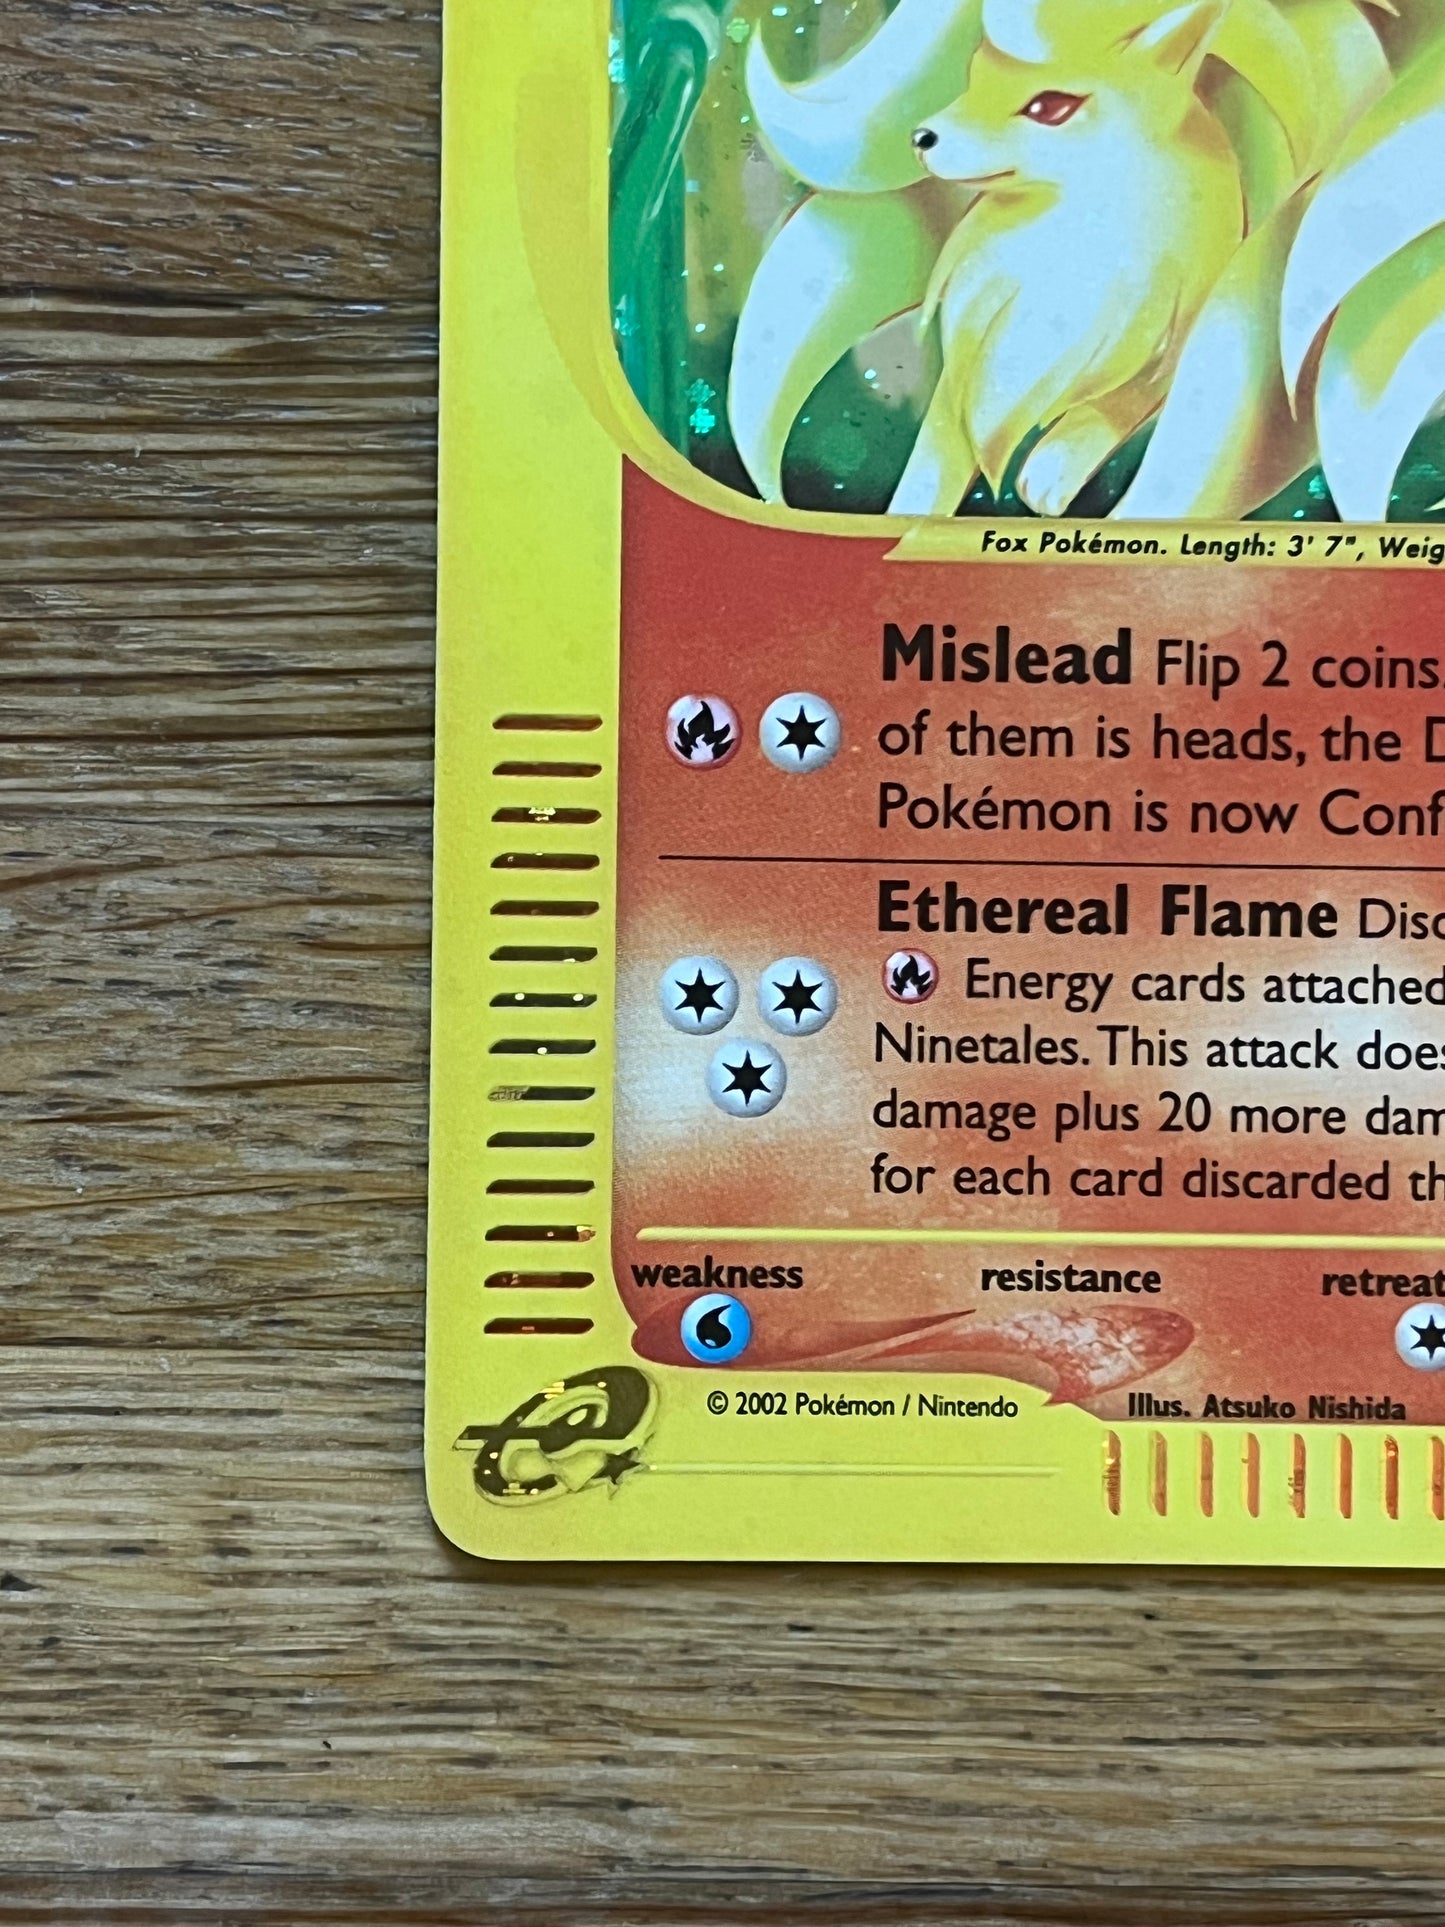 Fox Pokémon. Length: 3' 7", Weig
Mislead Flip 2 coins.
of them is heads, the D
Pokémon is now Conf
Ethereal Flame Disc
Energy cards attached
Ninetales. This attack does
damage plus 20 more dam
for each card discarded th
weakness resistance retreat
© 2002 Pokémon / Nintendo Illus. Atsuko Nishida